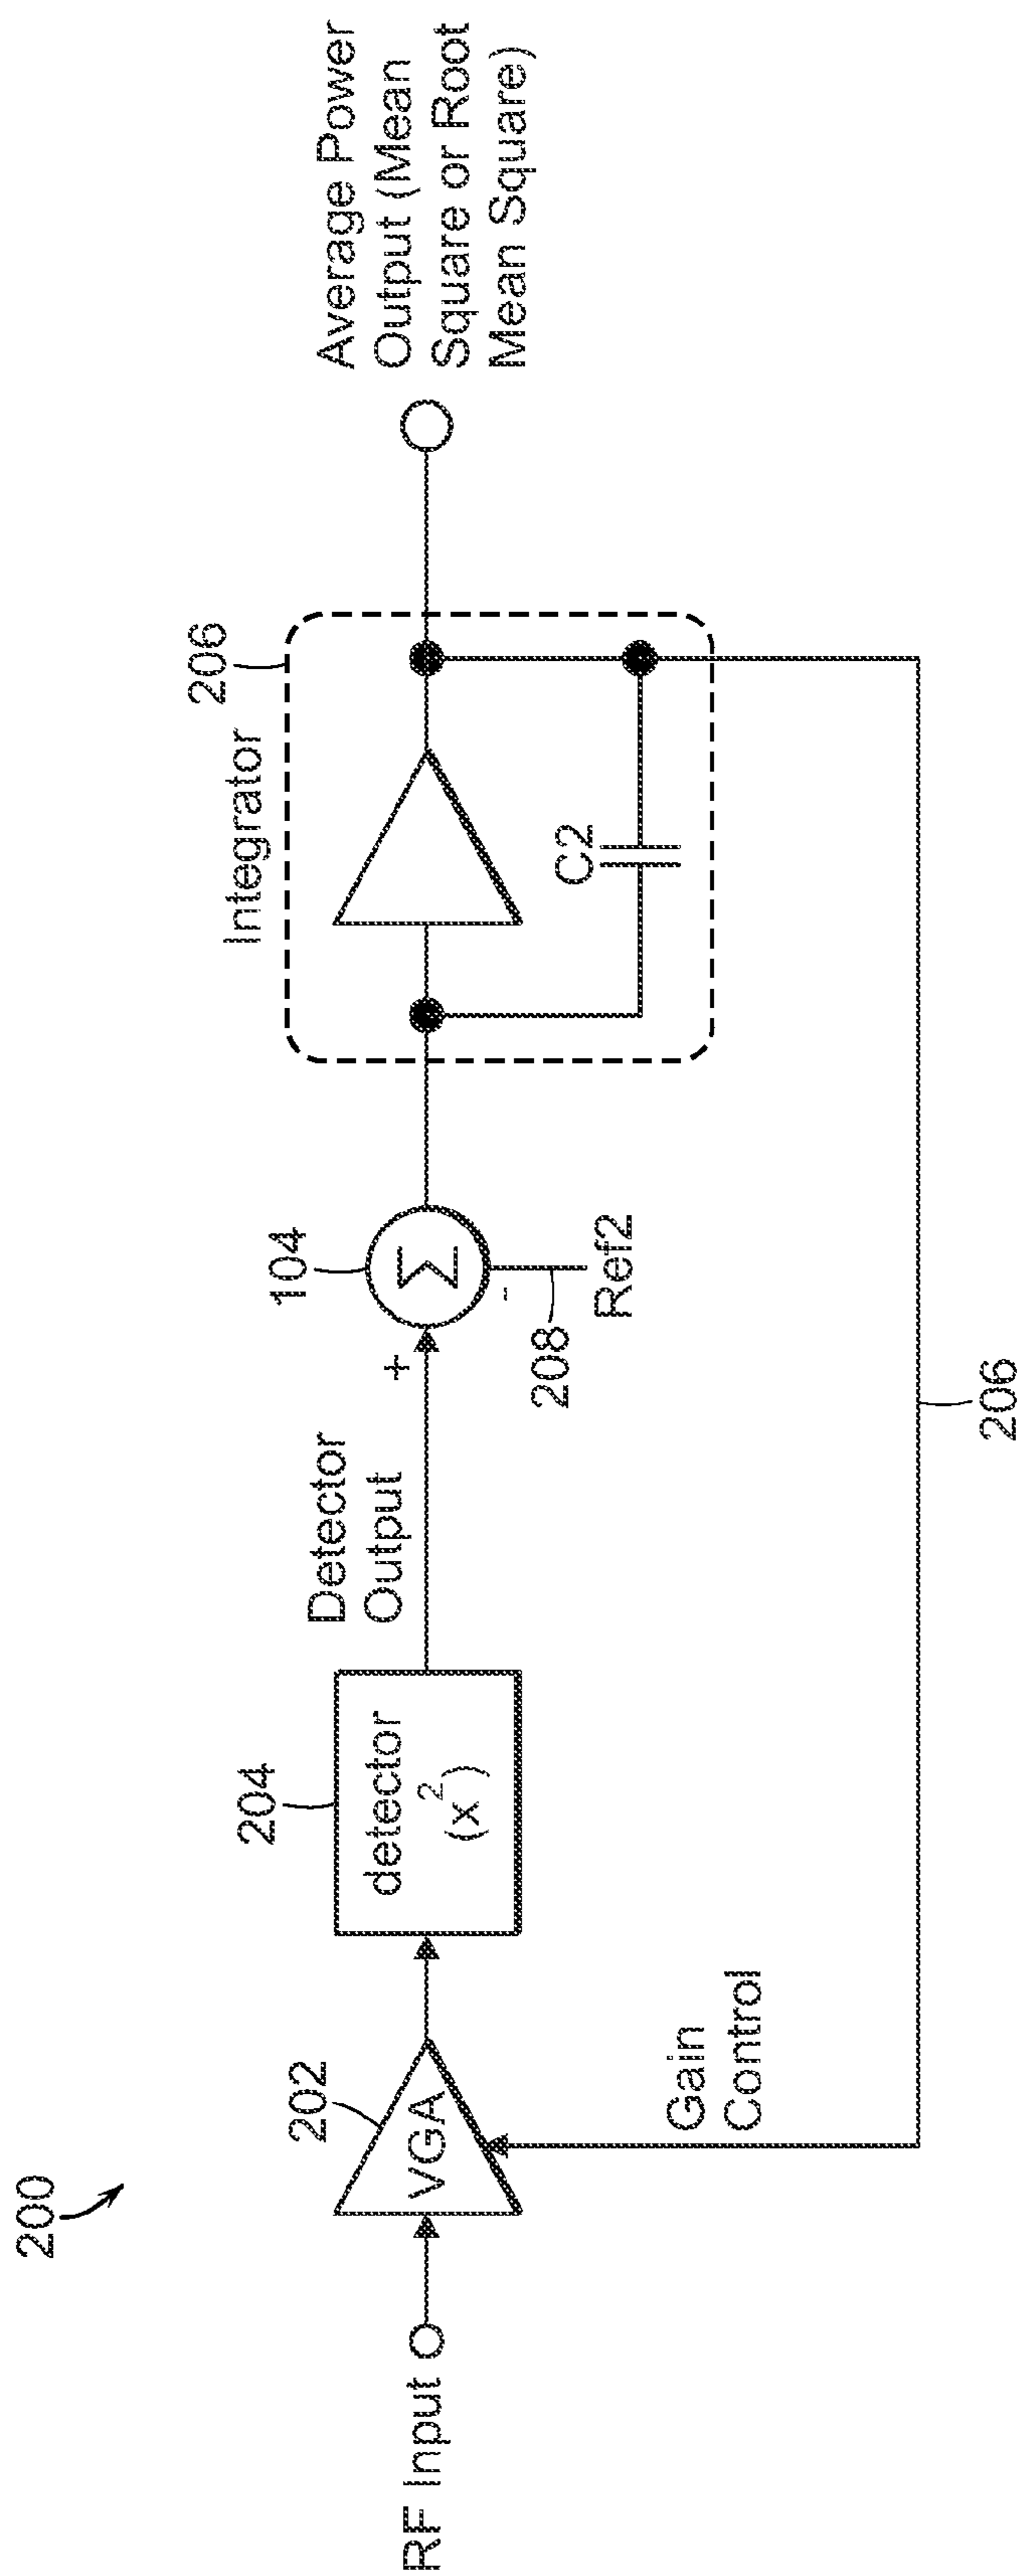 200
RF Input
202
VGA
Gain
Control
204
detector
(x²)
Detector
Output
+
104
Σ
-
208
Ref2
Integrator
206
C2
206
Average Power
Output (Mean
Square or Root
Mean Square)